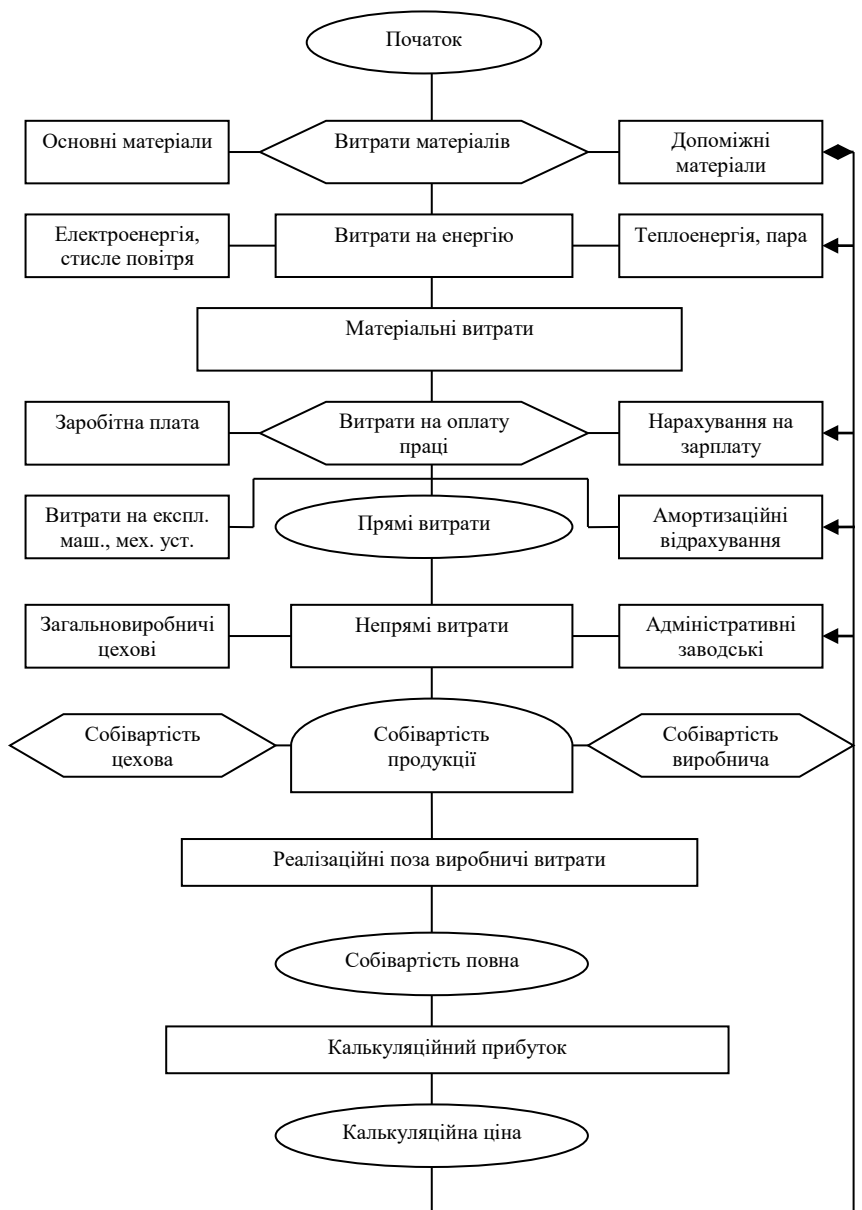 Початок
Основні матеріали
Витрати матеріалів
Допоміжні
матеріали
Електроенергія,
стисле повітря
Витрати на енергію
Теплоенергія, пара
Матеріальні витрати
Заробітна плата
Витрати на оплату
праці
Нарахування на
зарплату
Витрати на експл.
маш., мех. уст.
Прямі витрати
Амортизаційні
відрахування
Загальновиробничі
цехові
Непрямі витрати
Адміністративні
заводські
Собівартість
цехова
Собівартість
продукції
Собівартість
виробнича
Реалізаційні поза виробничі витрати
Собівартість повна
Калькуляційний прибуток
Калькуляційна ціна